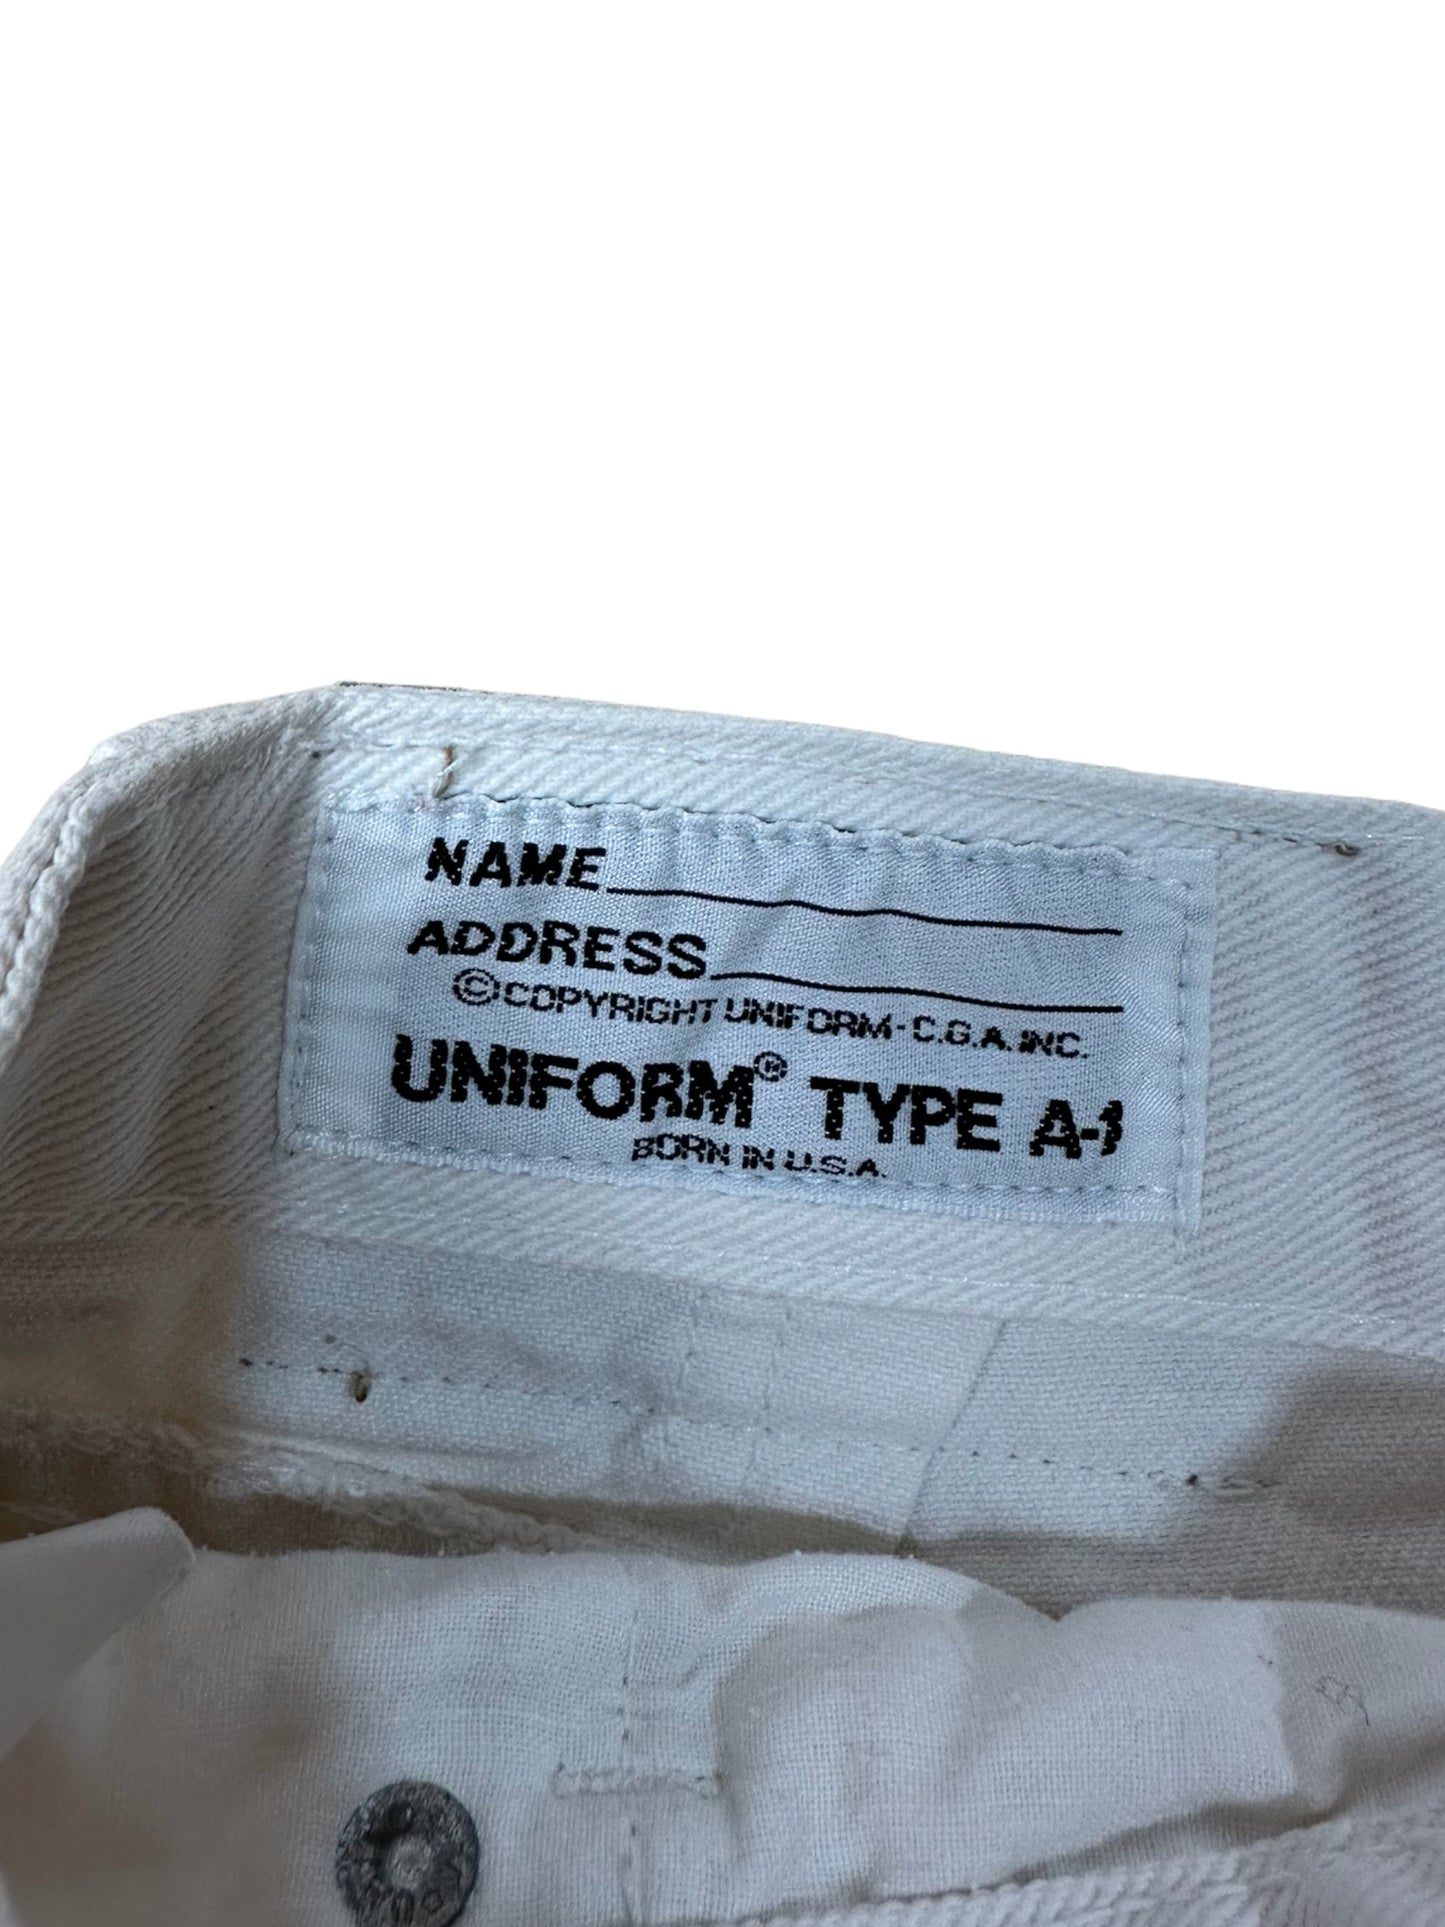 NAME
ADDRESS
©COPYRIGHT UNIFORM-C.G.A. INC.
UNIFORM® TYPE A-1
BORN IN U.S.A.